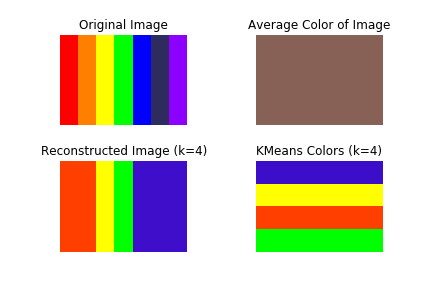 Original Image
Average Color of Image
Reconstructed Image (k=4)
KMeans Colors (k=4)